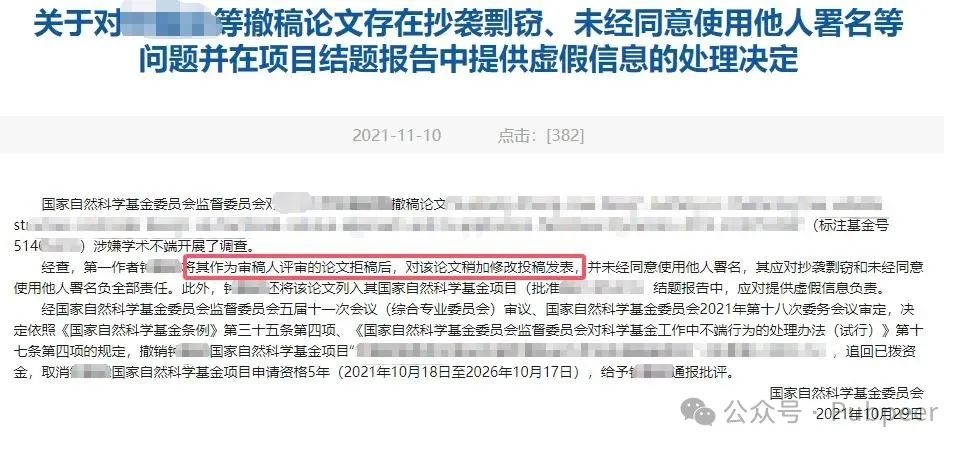 关于对 等撤稿论文存在抄袭剽窃、未经同意使用他人署名等
问题并在项目结题报告中提供虚假信息的处理决定
2021-11-10 点击：[382]
国家自然科学基金委员会监督委员会对 撤稿论文“
str （标注基金号
514 ）涉嫌学术不端开展了调查。
经查，第一作者钟 将其作为审稿人评审的论文拒稿后，对该论文稍加修改投稿发表，并未经同意使用他人署名，其应对抄袭剽窃和未经同意
使用他人署名负全部责任。此外，钟 还将该论文列入其国家自然科学基金项目（批准 结题报告中，应对提供虚假信息负责。
经国家自然科学基金委员会监督委员会五届十一次会议（综合专业委员会）审议、国家自然科学基金委员会2021年第十八次委务会议审定，决
定依照《国家自然科学基金条例》第三十五条第四项、《国家自然科学基金委员会监督委员会对科学基金工作中不端行为的处理办法（试行）》第十
七条第四项的规定，撤销钟 国家自然科学基金项目“ ，追回已拨资
金，取消钟 国家自然科学基金项目申请资格5年（2021年10月18日至2026年10月17日），给予钟 通报批评。
国家自然科学基金委员会
2021年10月29日
公众号 · Pubpeer